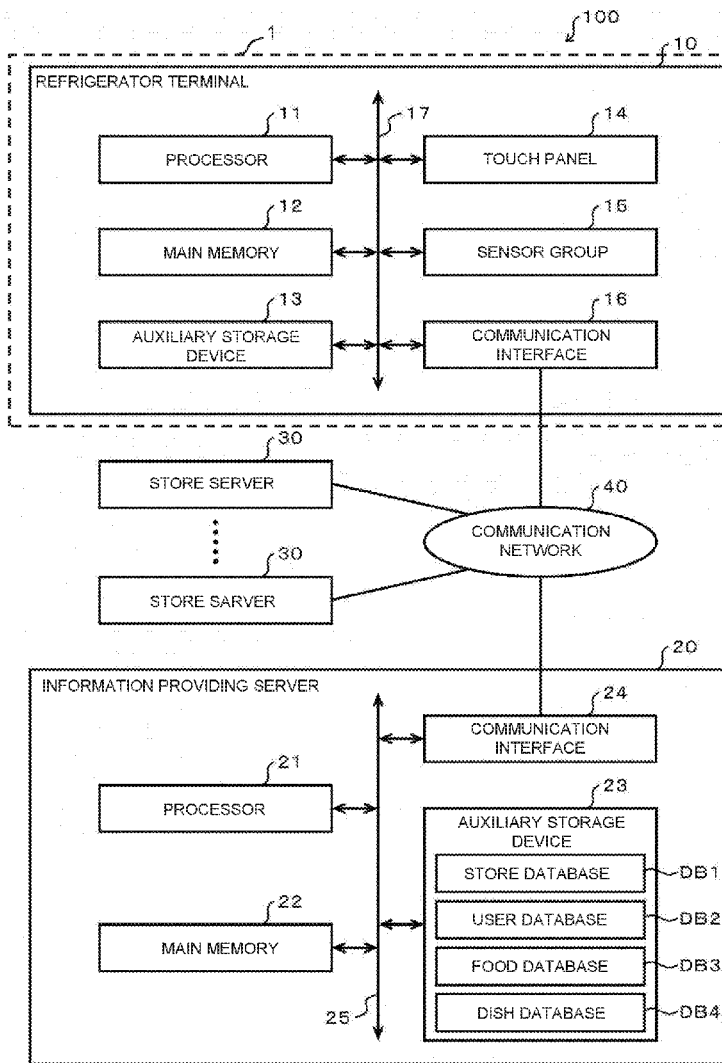 1
100
10
REFRIGERATOR TERMINAL
11
17
14
PROCESSOR
TOUCH PANEL
12
15
MAIN MEMORY
SENSOR GROUP
13
16
AUXILIARY STORAGE
DEVICE
COMMUNICATION
INTERFACE
30
STORE SERVER
40
COMMUNICATION
NETWORK
30
STORE SARVER
20
INFORMATION PROVIDING SERVER
24
COMMUNICATION
INTERFACE
21
PROCESSOR
23
AUXILIARY STORAGE
DEVICE
STORE DATABASE
DB1
22
USER DATABASE
DB2
MAIN MEMORY
FOOD DATABASE
DB3
25
DISH DATABASE
DB4